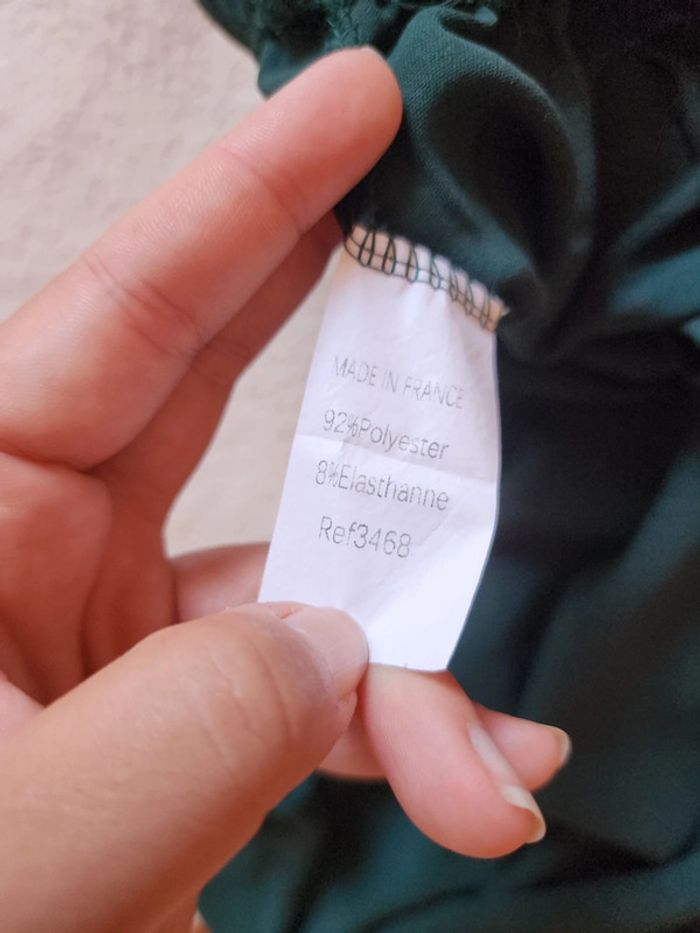 MADE IN FRANCE
92%Polyester
8%Elasthanne
Ref3468